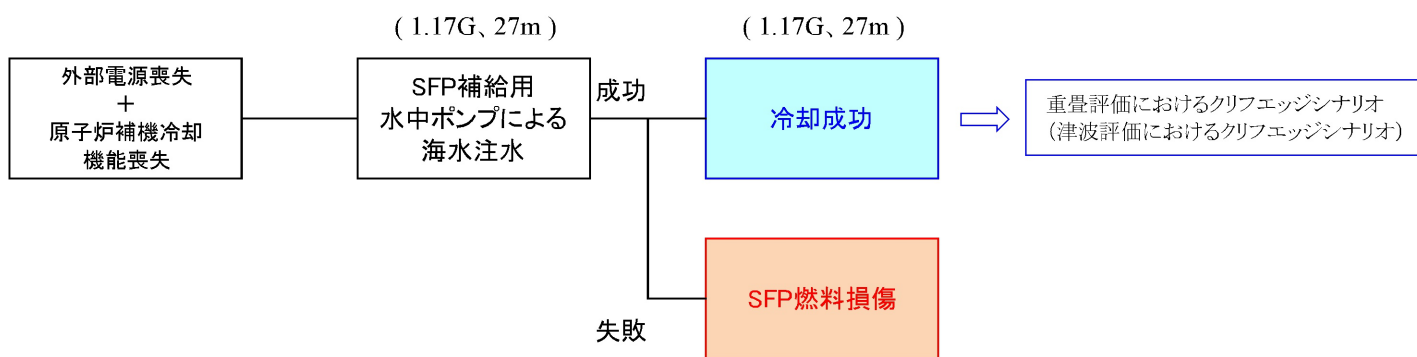 ( 1.17G、27m )
( 1.17G、27m )
外部電源喪失
+
原子炉補機冷却
機能喪失
SFP補給用
水中ポンプによる
海水注水
成功
冷却成功
重畳評価におけるクリフエッジシナリオ
（津波評価におけるクリフエッジシナリオ）
SFP燃料損傷
失敗